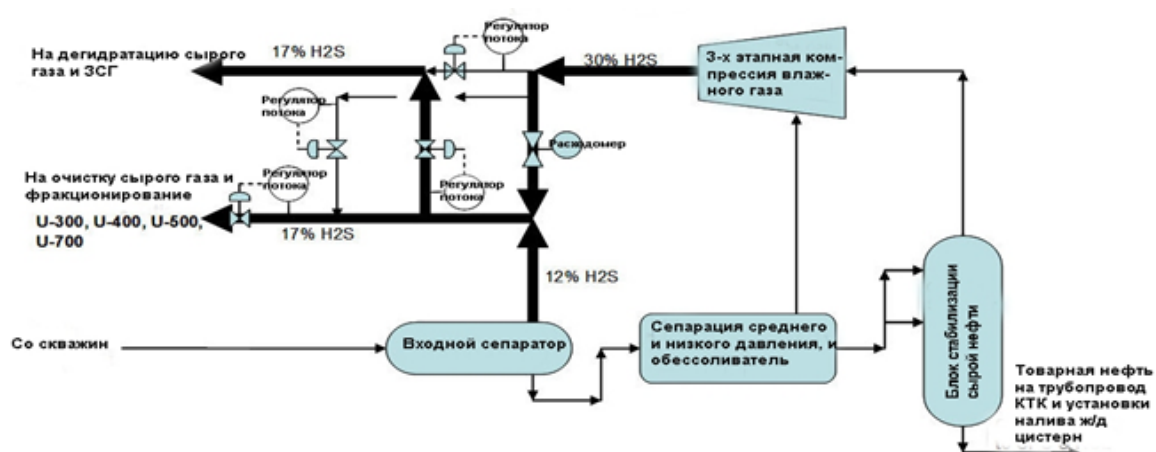 На дегидратацию сырого
газа и ЗСГ
17% H2S
Регулятор
потока
30% H2S
3-х этапная ком-
прессия влаж-
ного газа
Регулятор
потока
Расходомер
На очистку сырого газа и
фракционирование
U-300, U-400, U-500,
U-700
Регулятор
потока
Регулятор
потока
17% H2S
12% H2S
Со скважин
Входной сепаратор
Сепарация среднего
и низкого давления, и
обессоливатель
Блок стабилизации
сырой нефти
Товарная нефть
на трубопровод
КТК и установки
налива ж/д
цистерн